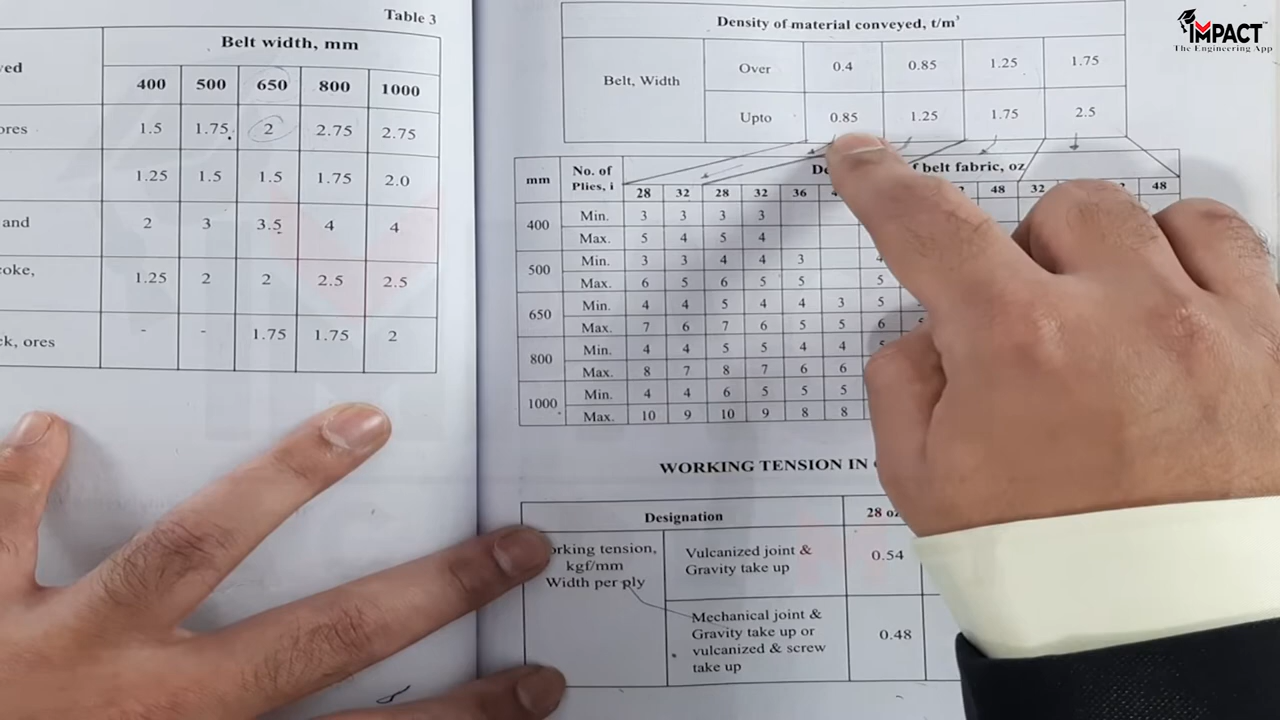 IMPACT
The Engineering App
Table 3
Belt width, mm
400 500 650 800 1000
ores 1.5 1.75 2 2.75 2.75
1.25 1.5 1.5 1.75 2.0
and 2 3 3.5 4 4
1.25 2 2 2.5 2.5
ores - - 1.75 1.75 2
Density of material conveyed, t/m³
Belt, Width Over 0.4 0.85 1.25 1.75
Upto 0.85 1.25 1.75 2.5
mm No. of Plies, i of belt fabric, oz
28 32 28 32 36 48 32 48
400 Min. 3 3 3 3
Max. 5 4 5 4
500 Min. 3 3 4 4 3
Max. 6 5 6 5 5 5
650 Min. 4 4 5 4 4 3 5
Max. 7 6 7 6 5 5 6
800 Min. 4 4 5 5 4 4
Max. 8 7 8 7 6 6
1000 Min. 4 4 6 5 5 5
Max. 10 9 10 9 8 8
WORKING TENSION IN
Designation 28
tension,
kgf/mm
Width per ply
Vulcanized joint &
Gravity take up
0.54
Mechanical joint &
Gravity take up or
vulcanized & screw
take up
0.48